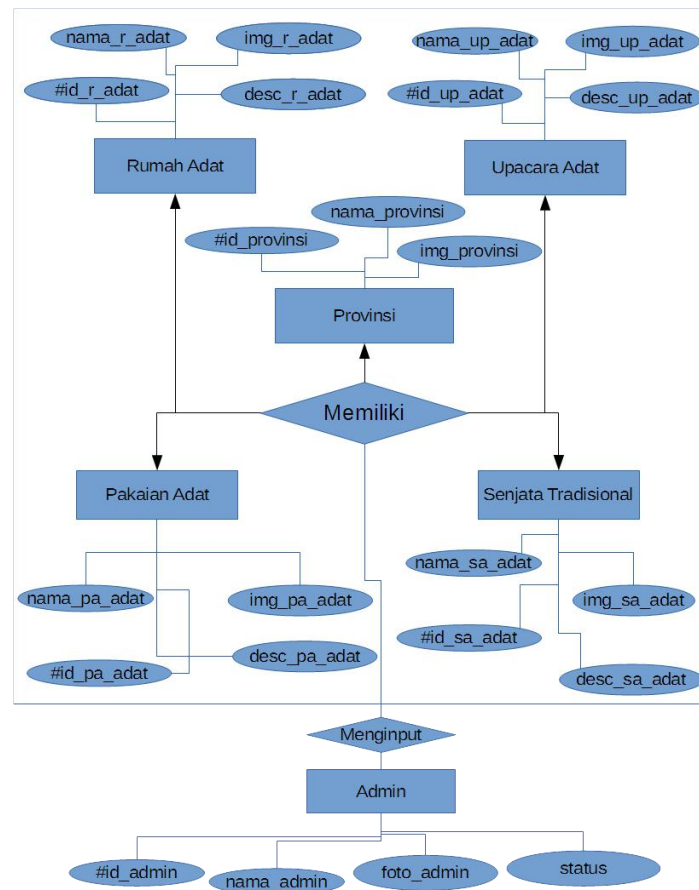 nama_r_adat
img_r_adat
#id_r_adat
desc_r_adat
Rumah Adat
nama_up_adat
img_up_adat
#id_up_adat
desc_up_adat
Upacara Adat
nama_provinsi
#id_provinsi
img_provinsi
Provinsi
Memiliki
Pakaian Adat
nama_pa_adat
img_pa_adat
desc_pa_adat
#id_pa_adat
Senjata Tradisional
nama_sa_adat
img_sa_adat
#id_sa_adat
desc_sa_adat
Menginput
Admin
#id_admin
nama_admin
foto_admin
status